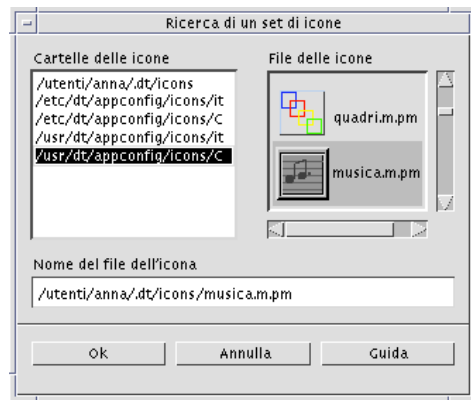 Ricerca di un set di icone
Cartelle delle icone
/utenti/anna/.dt/icons
/etc/dt/appconfig/icons/it
/etc/dt/appconfig/icons/C
/usr/dt/appconfig/icons/it
/usr/dt/appconfig/icons/C
File delle icone
quadri.m.pm
musica.m.pm
Nome del file dell'icona
/utenti/anna/.dt/icons/musica.m.pm
Ok
Annulla
Guida